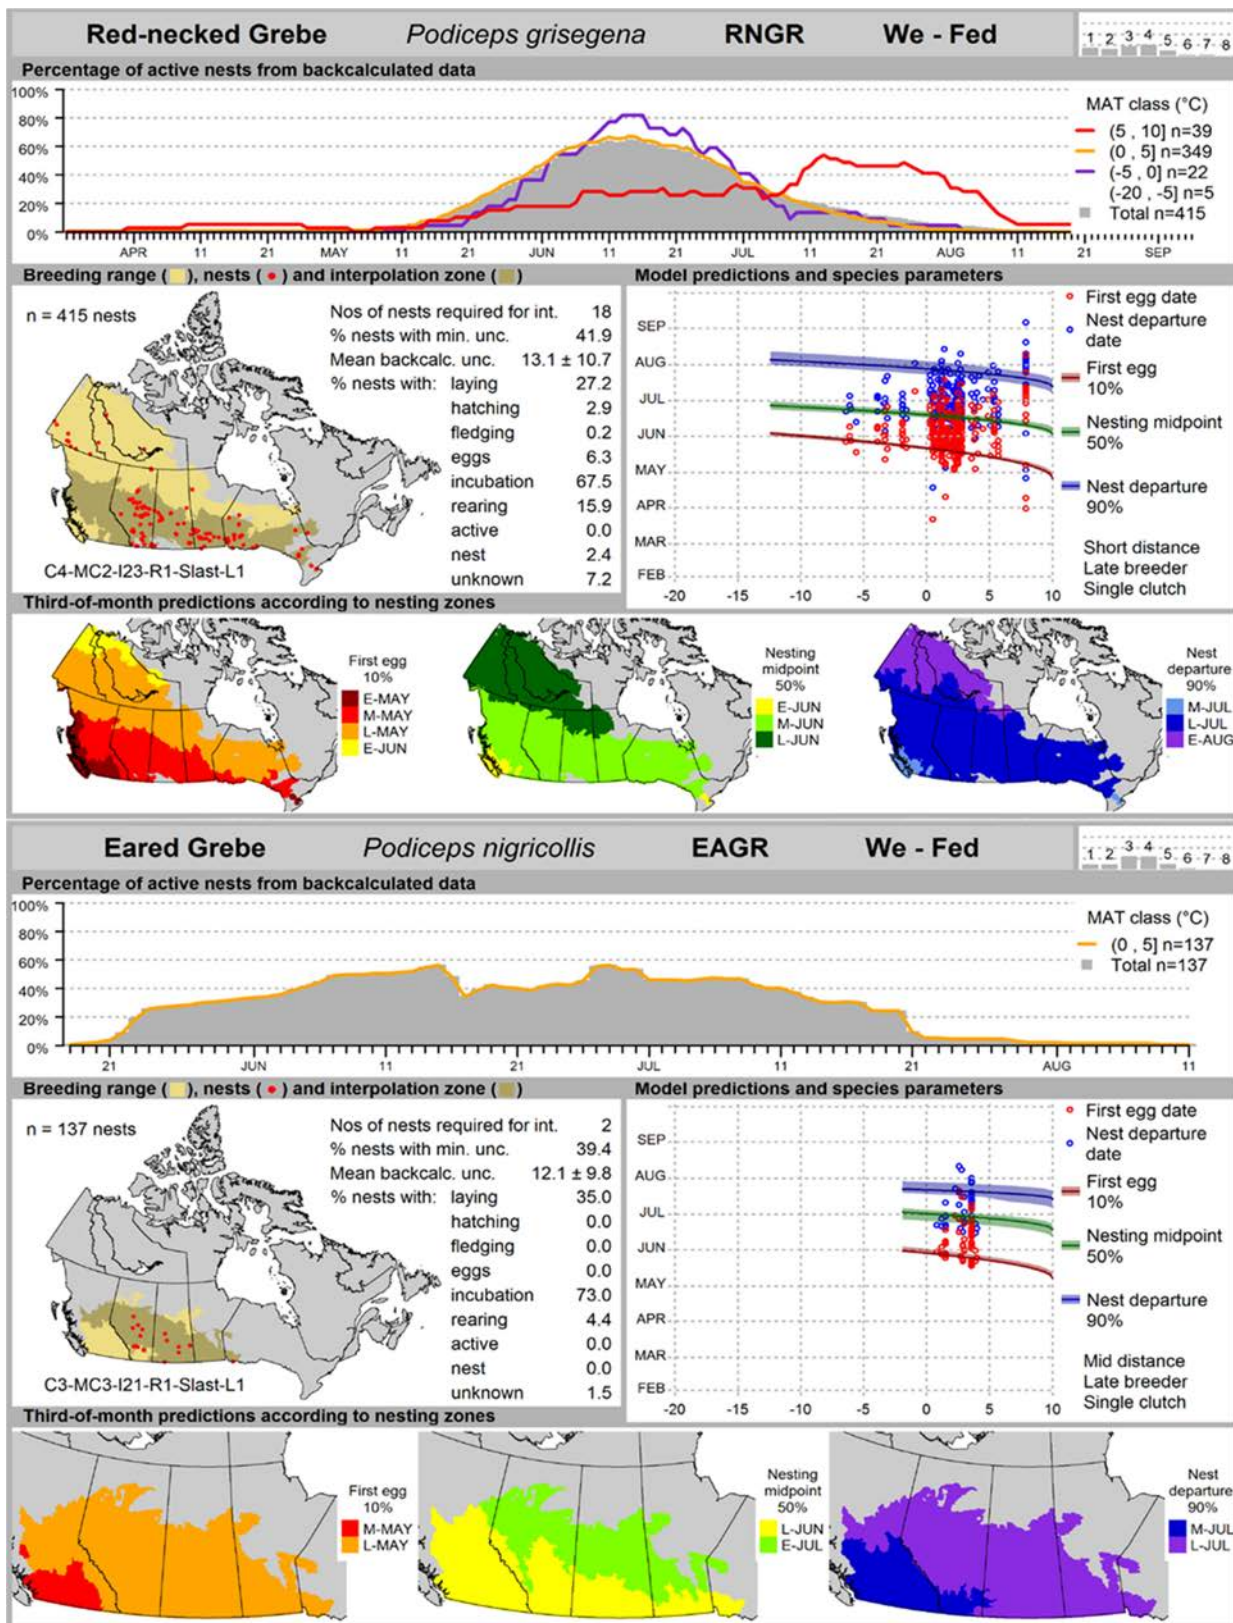 Red-necked Grebe Podiceps grisegena RNGR We - Fed
1 2 3 4 5 6 7 8
Percentage of active nests from backcalculated data
100%
80%
60%
40%
20%
0%
APR 11 21 MAY 11 21 JUN 11 21 JUL 11 21 AUG 11 21 SEP
MAT class (°C)
(5 , 10] n=39
(0 , 5] n=349
(-5 , 0] n=22
(-20 , -5] n=5
Total n=415
Breeding range ( ), nests ( ) and interpolation zone ( )
n = 415 nests
Nos of nests required for int. 18
% nests with min. unc. 41.9
Mean backcalc. unc. 13.1 ± 10.7
% nests with: laying 27.2
hatching 2.9
fledging 0.2
eggs 6.3
incubation 67.5
rearing 15.9
active 0.0
nest 2.4
unknown 7.2
C4-MC2-I23-R1-Slast-L1
Model predictions and species parameters
SEP
AUG
JUL
JUN
MAY
APR
MAR
FEB
-20 -15 -10 -5 0 5 10
First egg date
Nest departure
date
First egg
10%
Nesting midpoint
50%
Nest departure
90%
Short distance
Late breeder
Single clutch
Third-of-month predictions according to nesting zones
First egg
10%
E-MAY
M-MAY
L-MAY
E-JUN
Nesting
midpoint
50%
E-JUN
M-JUN
L-JUN
Nest
departure
90%
M-JUL
L-JUL
E-AUG
Eared Grebe Podiceps nigricollis EAGR We - Fed
1 2 3 4 5 6 7 8
Percentage of active nests from backcalculated data
100%
80%
60%
40%
20%
0%
21 JUN 11 21 JUL 11 21 AUG 11
MAT class (°C)
(0 , 5] n=137
Total n=137
Breeding range ( ), nests ( ) and interpolation zone ( )
n = 137 nests
Nos of nests required for int. 2
% nests with min. unc. 39.4
Mean backcalc. unc. 12.1 ± 9.8
% nests with: laying 35.0
hatching 0.0
fledging 0.0
eggs 0.0
incubation 73.0
rearing 4.4
active 0.0
nest 0.0
unknown 1.5
C3-MC3-I21-R1-Slast-L1
Model predictions and species parameters
SEP
AUG
JUL
JUN
MAY
APR
MAR
FEB
-20 -15 -10 -5 0 5 10
First egg date
Nest departure
date
First egg
10%
Nesting midpoint
50%
Nest departure
90%
Mid distance
Late breeder
Single clutch
Third-of-month predictions according to nesting zones
First egg
10%
M-MAY
L-MAY
Nesting
midpoint
50%
L-JUN
E-JUL
Nest
departure
90%
M-JUL
L-JUL